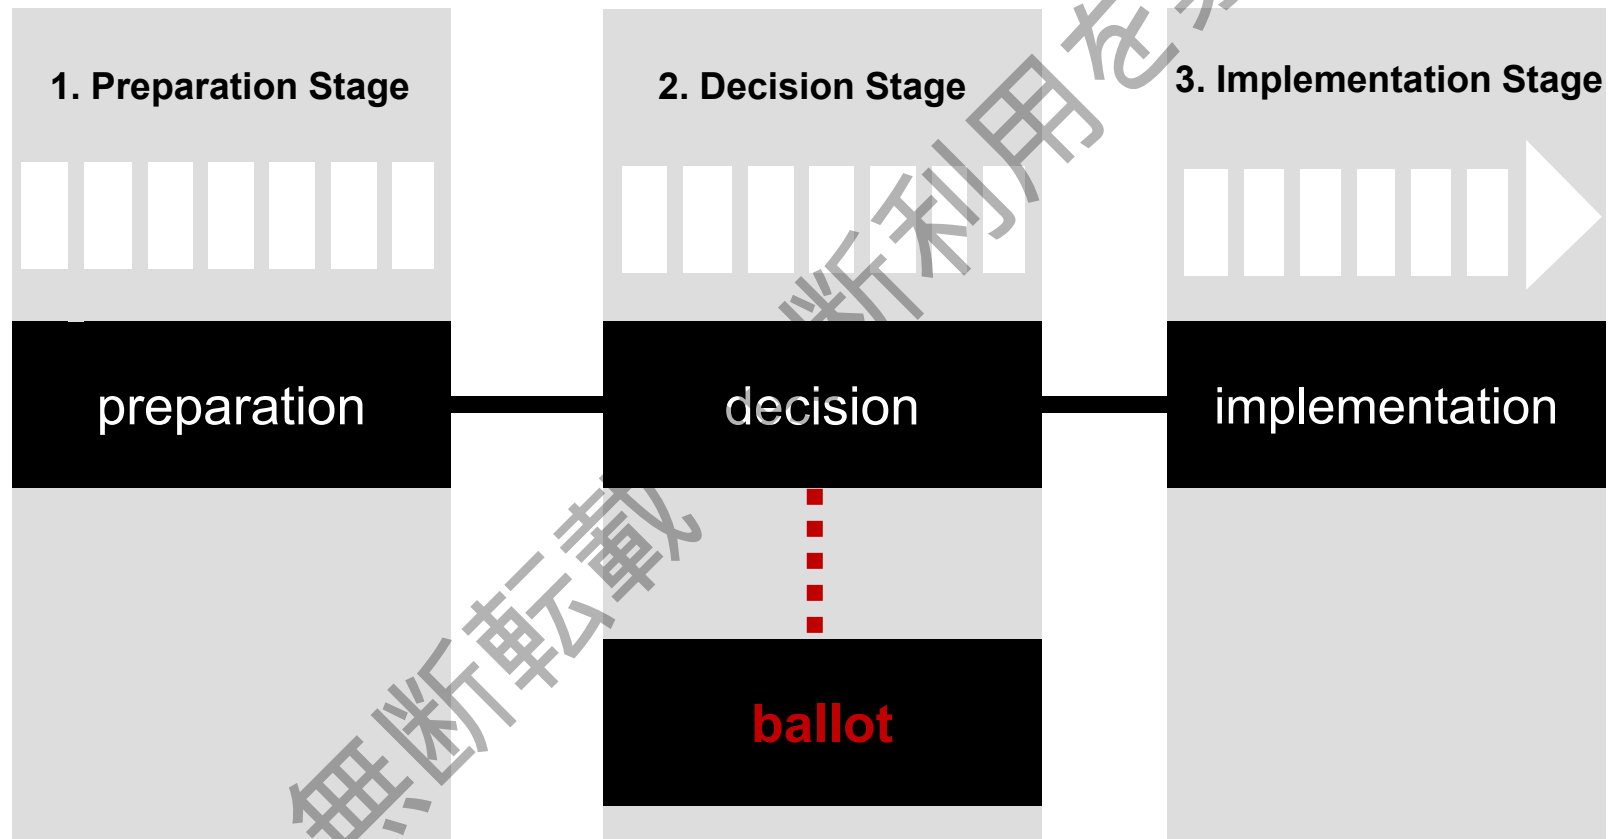 1. Preparation Stage
2. Decision Stage
3. Implementation Stage
preparation
decision
implementation
ballot
無断転載
断利用を